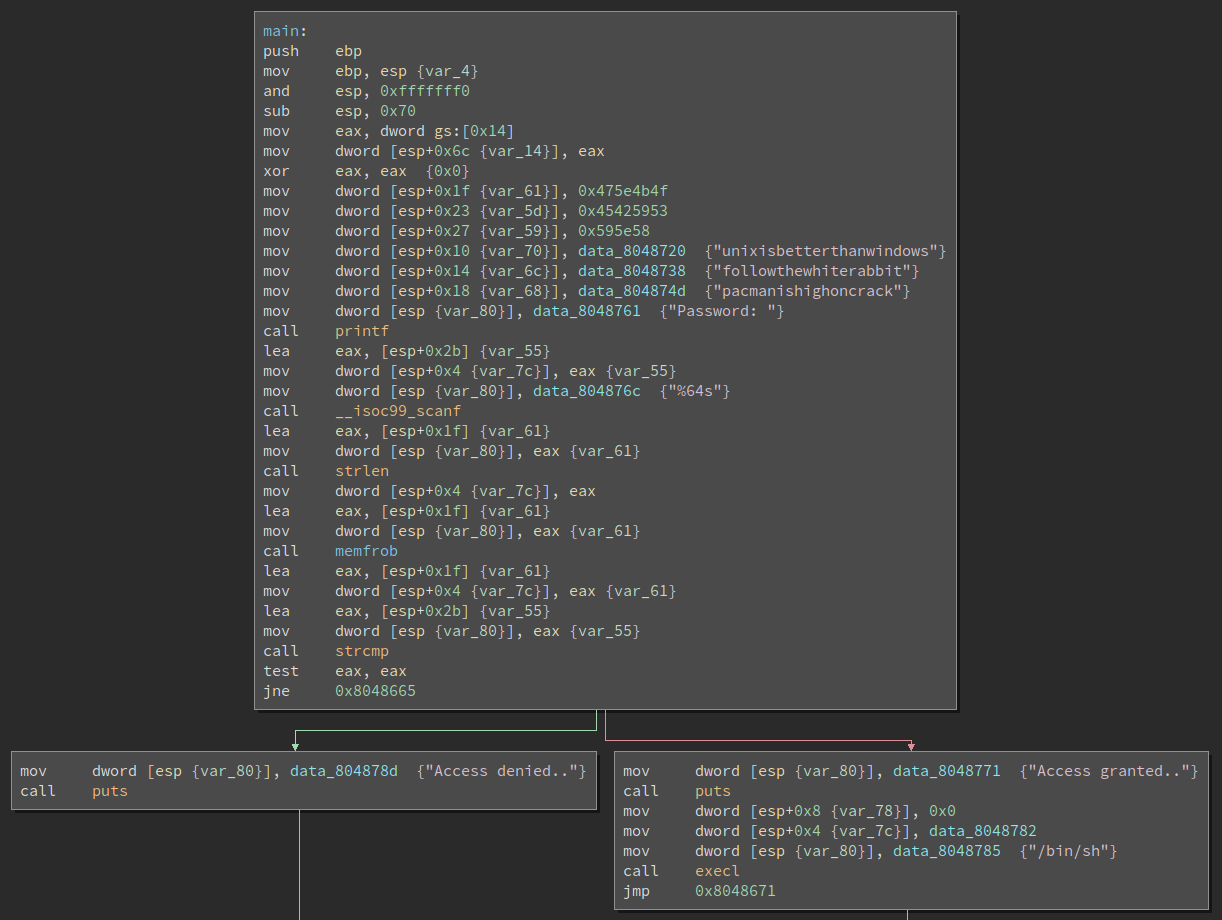 main:
push ebp
mov ebp, esp {var_4}
and esp, 0xfffffff0
sub esp, 0x70
mov eax, dword gs:[0x14]
mov dword [esp+0x6c {var_14}], eax
xor eax, eax {0x0}
mov dword [esp+0x1f {var_61}], 0x475e4b4f
mov dword [esp+0x23 {var_5d}], 0x45425953
mov dword [esp+0x27 {var_59}], 0x595e58
mov dword [esp+0x10 {var_70}], data_8048720 {"unixisbetterthanwindows"}
mov dword [esp+0x14 {var_6c}], data_8048738 {"followthewhiterabbit"}
mov dword [esp+0x18 {var_68}], data_804874d {"pacmanishighoncrack"}
mov dword [esp {var_80}], data_8048761 {"Password: "}
call printf
lea eax, [esp+0x2b] {var_55}
mov dword [esp+0x4 {var_7c}], eax {var_55}
mov dword [esp {var_80}], data_804876c {"%64s"}
call __isoc99_scanf
lea eax, [esp+0x1f] {var_61}
mov dword [esp {var_80}], eax {var_61}
call strlen
mov dword [esp+0x4 {var_7c}], eax
lea eax, [esp+0x1f] {var_61}
mov dword [esp {var_80}], eax {var_61}
call memfrob
lea eax, [esp+0x1f] {var_61}
mov dword [esp+0x4 {var_7c}], eax {var_61}
lea eax, [esp+0x2b] {var_55}
mov dword [esp {var_80}], eax {var_55}
call strcmp
test eax, eax
jne 0x8048665
mov dword [esp {var_80}], data_804878d {"Access denied.."}
call puts
mov dword [esp {var_80}], data_8048771 {"Access granted.."}
call puts
mov dword [esp+0x8 {var_78}], 0x0
mov dword [esp+0x4 {var_7c}], data_8048782
mov dword [esp {var_80}], data_8048785 {"/bin/sh"}
call execl
jmp 0x8048671